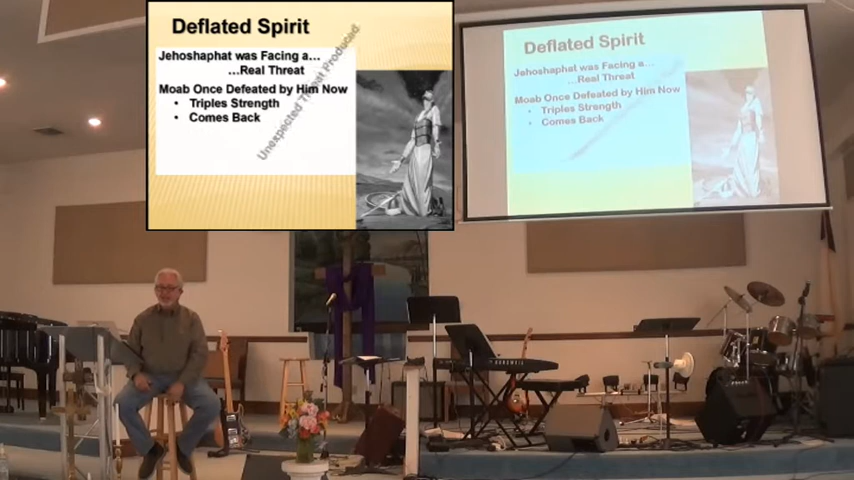 Deflated Spirit
Jehoshaphat was Facing a…
…Real Threat
Moab Once Defeated by Him Now
• Triples Strength
• Comes Back
Unexpected Threat Produced
Deflated Spirit
Jehoshaphat was Facing a…
…Real Threat
Moab Once Defeated by Him Now
• Triples Strength
• Comes Back
KURZWEIL